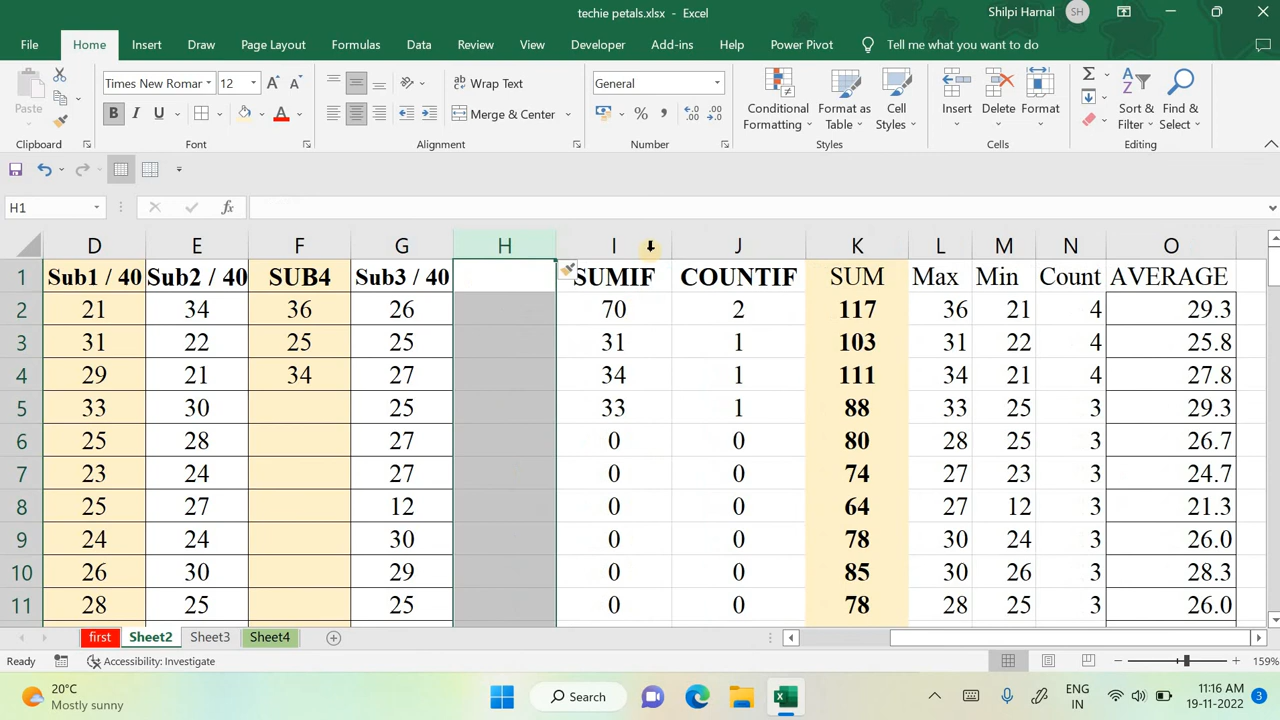 techie petals.xlsx - Excel
Shilpi Harnal SH
File Home Insert Draw Page Layout Formulas Data Review View Developer Add-ins Help Power Pivot Tell me what you want to do
Paste
Times New Romar 12
B I U A
Wrap Text
Merge & Center
General
% ,
Conditional Formatting
Format as Table
Cell Styles
Insert
Delete
Format
Sort & Filter
Find & Select
Clipboard Font Alignment Number Styles Cells Editing
H1 fx
D E F G H I J K L M N O
1 Sub1 / 40 Sub2 / 40 SUB4 Sub3 / 40 SUMIF COUNTIF SUM Max Min Count AVERAGE
2 21 34 36 26 70 2 117 36 21 4 29.3
3 31 22 25 25 31 1 103 31 22 4 25.8
4 29 21 34 27 34 1 111 34 21 4 27.8
5 33 30 25 33 1 88 33 25 3 29.3
6 25 28 27 0 0 80 28 25 3 26.7
7 23 24 27 0 0 74 27 23 3 24.7
8 25 27 12 0 0 64 27 12 3 21.3
9 24 24 30 0 0 78 30 24 3 26.0
10 26 30 29 0 0 85 30 26 3 28.3
11 28 25 25 0 0 78 28 25 3 26.0
first Sheet2 Sheet3 Sheet4
Ready Accessibility: Investigate 159%
20°C
Mostly sunny
Search
ENG
IN
11:16 AM
19-11-2022
3